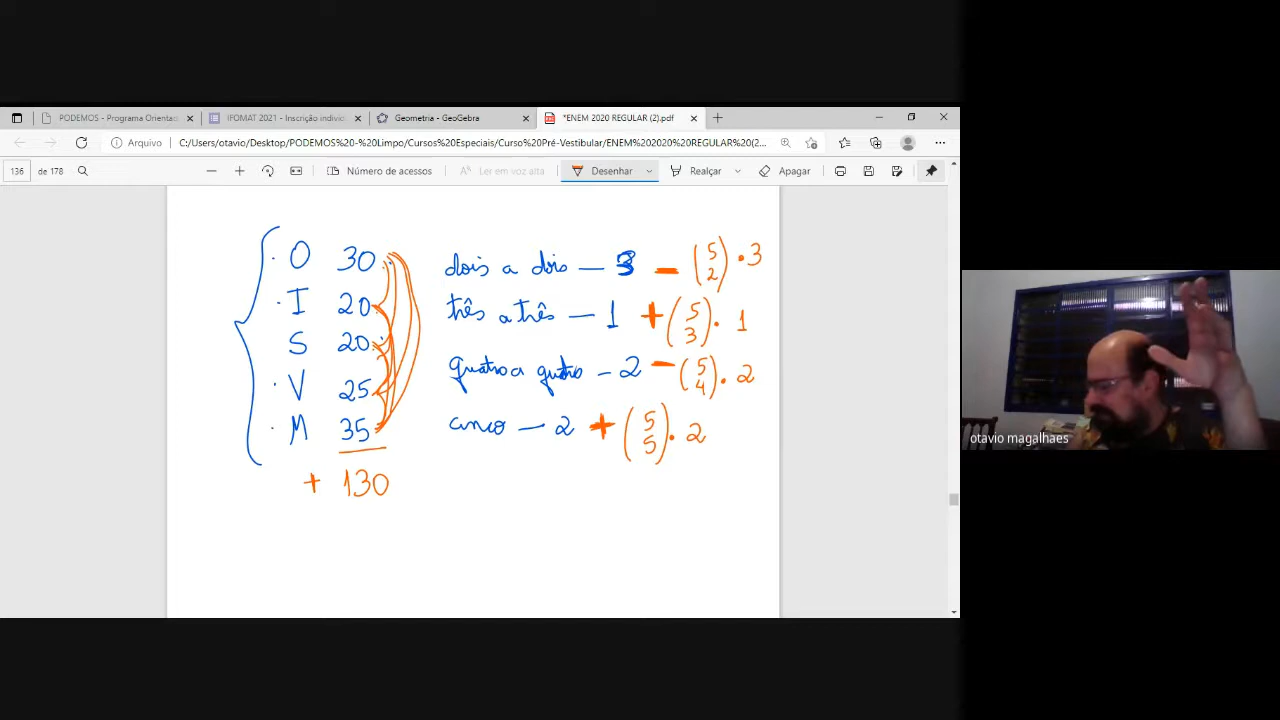 PODEMOS - Programa Orientad
IFOMAT 2021 - Inscrição individ
Geometria - GeoGebra
*ENEM 2020 REGULAR (2).pdf
Arquivo
C:/Users/otavio/Desktop/PODEMOS%20-%20Limpo/Cursos%20Especiais/Curso%20Pré-Vestibular/ENEM%202020%20REGULAR%20(2...
136 de 178
Número de acessos
Ler em voz alta
Desenhar
Realçar
Apagar
O 30 dois a dois — 3 − (5 2) · 3
I 20 três a três — 1 + (5 3) · 1
S 20
V 25 quatro a quatro — 2 − (5 4) · 2
M 35 cinco — 2 + (5 5) · 2
+ 130
otavio magalhaes